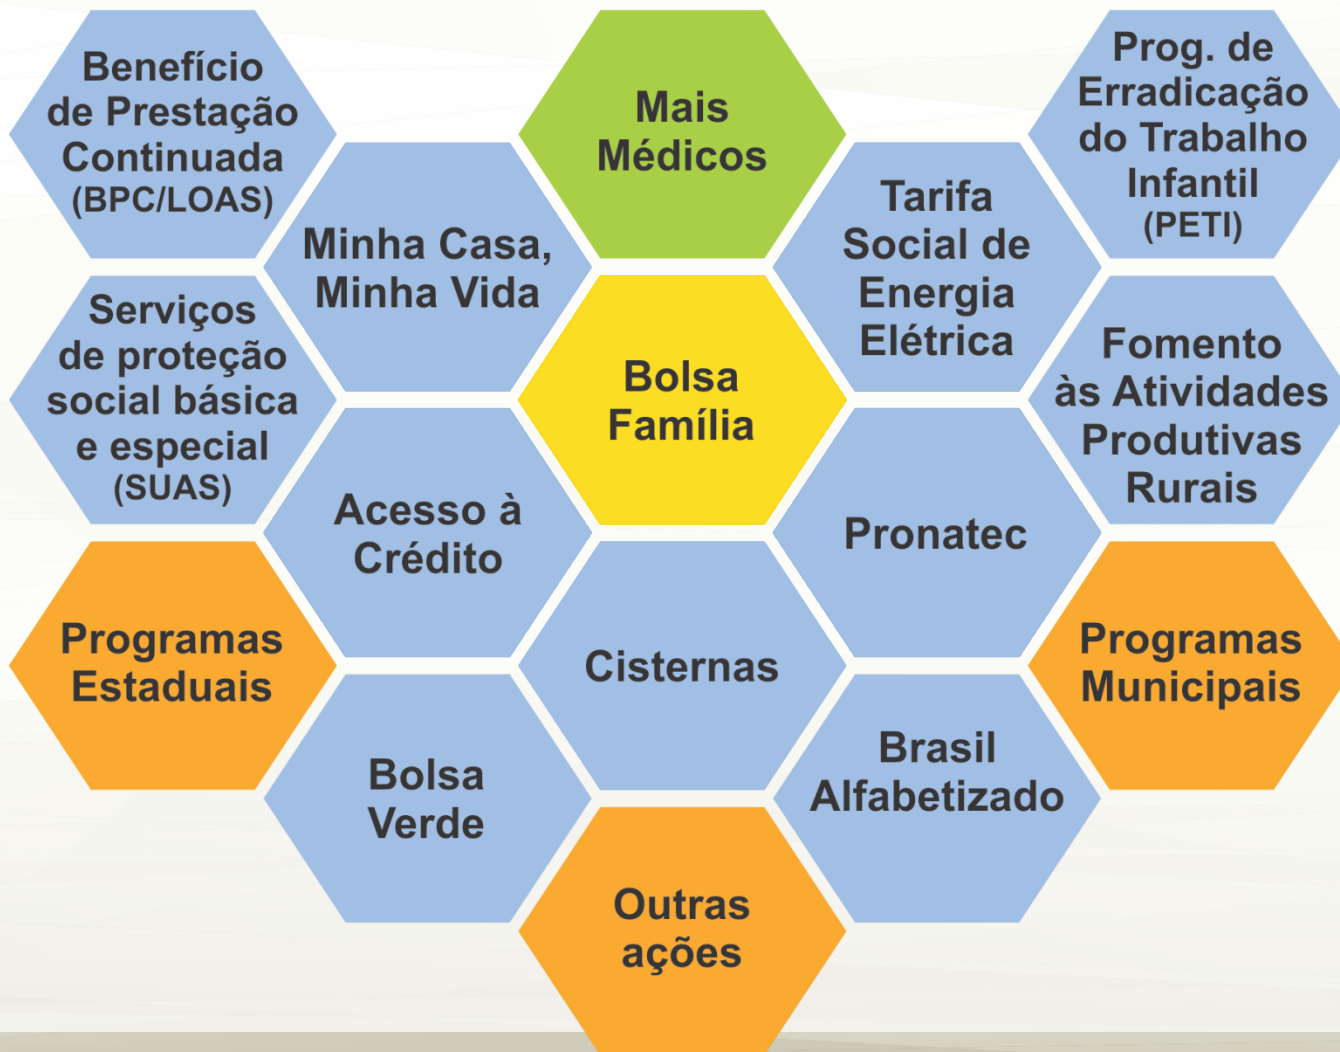 Benefício
de Prestação
Continuada
(BPC/LOAS)
Mais
Médicos
Prog. de
Erradicação
do Trabalho
Infantil
(PETI)
Minha Casa,
Minha Vida
Tarifa
Social de
Energia
Elétrica
Serviços
de proteção
social básica
e especial
(SUAS)
Bolsa
Família
Fomento
às Atividades
Produtivas
Rurais
Acesso à
Crédito
Pronatec
Programas
Estaduais
Cisternas
Programas
Municipais
Bolsa
Verde
Brasil
Alfabetizado
Outras
ações